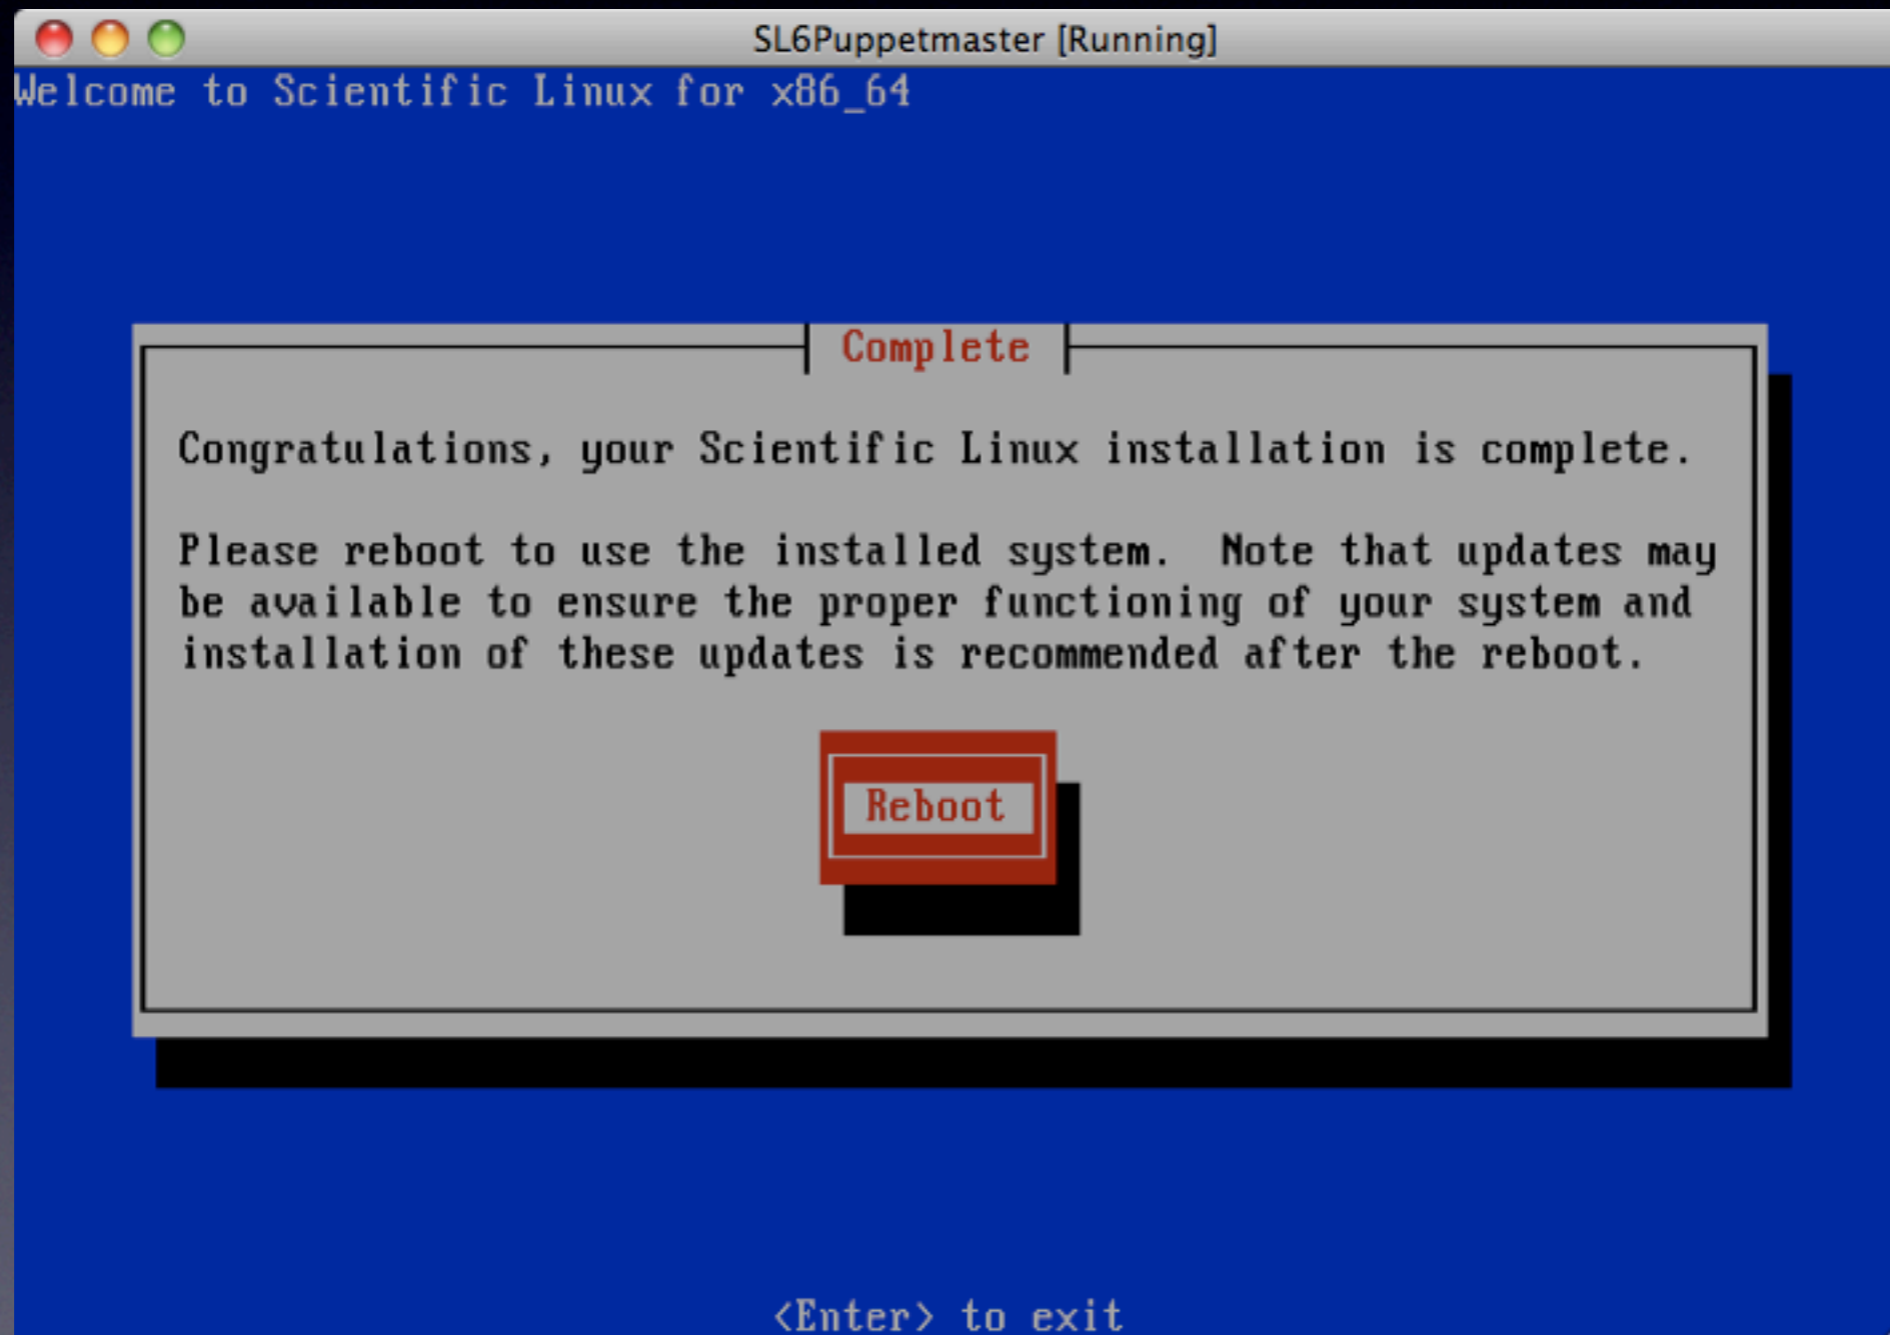 SL6Puppetmaster [Running]
Welcome to Scientific Linux for x86_64
Complete
Congratulations, your Scientific Linux installation is complete.
Please reboot to use the installed system.  Note that updates may
be available to ensure the proper functioning of your system and
installation of these updates is recommended after the reboot.
Reboot
<Enter> to exit